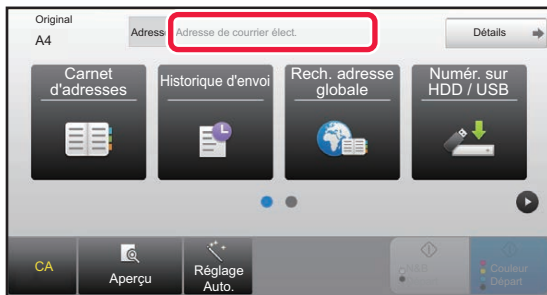 Original
A4
Adress Adresse de courrier élect.
Détails
Carnet
d'adresses
Historique d'envoi
Rech. adresse
globale
Numér. sur
HDD / USB
CA
Aperçu
Réglage
Auto.
N&B
Départ
Couleur
Départ